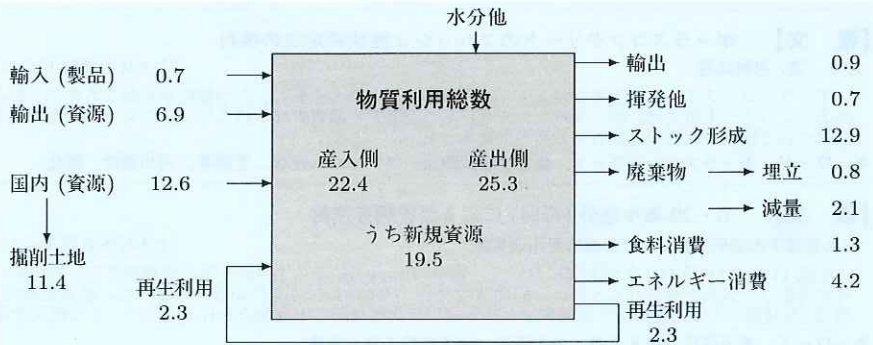 水分他
輸入 (製品) 0.7
輸出 (資源) 6.9
国内 (資源) 12.6
掘削土地
11.4
再生利用
2.3
物質利用総数
産入側
22.4
産出側
25.3
うち新規資源
19.5
輸出 0.9
揮発他 0.7
ストック形成 12.9
廃棄物 埋立 0.8
減量 2.1
食料消費 1.3
エネルギー消費 4.2
再生利用
2.3